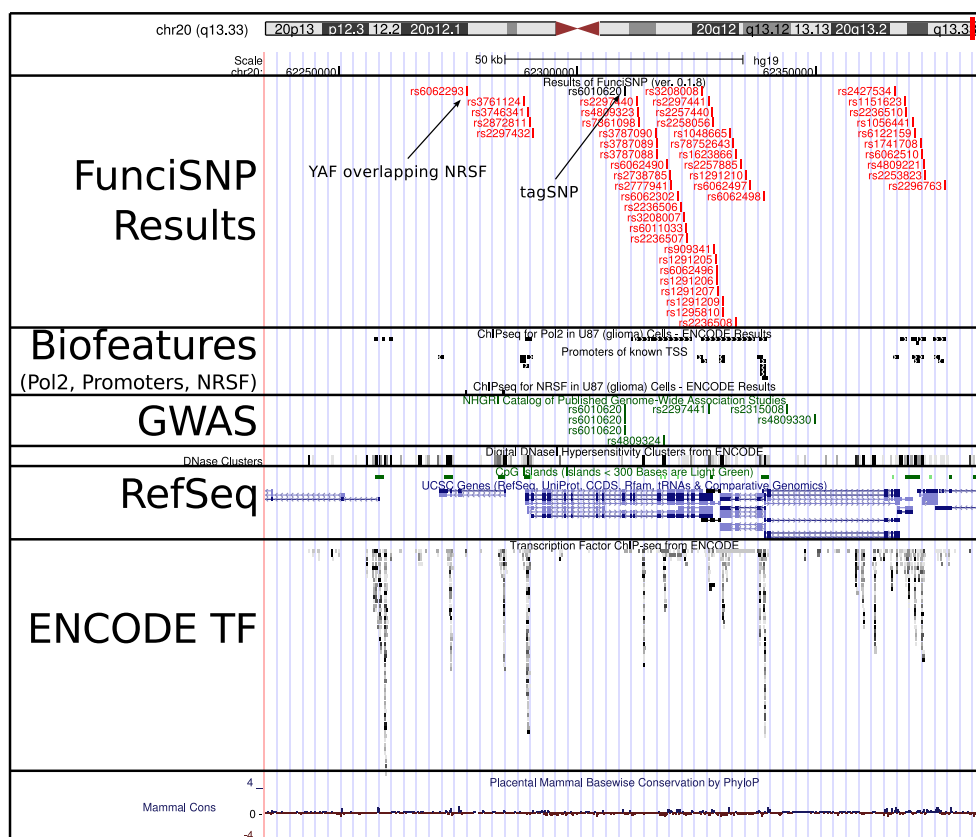 chr20 (q13.33) 20p13 p12.3 12.2 20p12.1 20q12 q13.12 13.13 20q13.2 q13.33
Scale 50 kb hg19
chr20: 62250000 62300000 62350000
Results of FunciSNP (ver. 0.1.8)
rs6062293 rs6010620 rs3208008 rs2427534
rs3761124 rs2297440 rs2297441 rs1151623
rs3746341 rs4809323 rs2257440 rs2236510
rs2872811 rs7361098 rs2258056 rs1056441
rs2297432 rs3787090 rs1048665 rs6122159
rs3787089 rs78752643 rs1741708
rs3787088 rs1623866 rs6062510
rs6062490 rs2257885 rs4809221
rs2738785 rs1291210 rs2253823
rs2777941 rs6062497 rs2296763
rs6062302 rs6062498
rs2236506
rs3208007
rs6011033
rs2236507
rs909341
rs1291205
rs6062496
rs1291206
rs1291207
rs1291209
rs1295810
rs2236508
YAF overlapping NRSF
tagSNP
FunciSNP
Results
Biofeatures
(Pol2, Promoters, NRSF)
ChIPseq for Pol2 in U87 (glioma) Cells - ENCODE Results
Promoters of known TSS
ChIPseq for NRSF in U87 (glioma) Cells - ENCODE Results
GWAS
NHGRI Catalog of Published Genome-Wide Association Studies
rs6010620 rs2297441 rs2315008
rs6010620 rs4809330
rs6010620
rs4809324
Digital DNaseI Hypersensitivity Clusters from ENCODE
DNase Clusters
CpG Islands (Islands < 300 Bases are Light Green)
RefSeq
UCSC Genes (RefSeq, UniProt, CCDS, Rfam, tRNAs & Comparative Genomics)
Transcription Factor ChIP-seq from ENCODE
ENCODE TF
Placental Mammal Basewise Conservation by PhyloP
4
Mammal Cons 0
-4